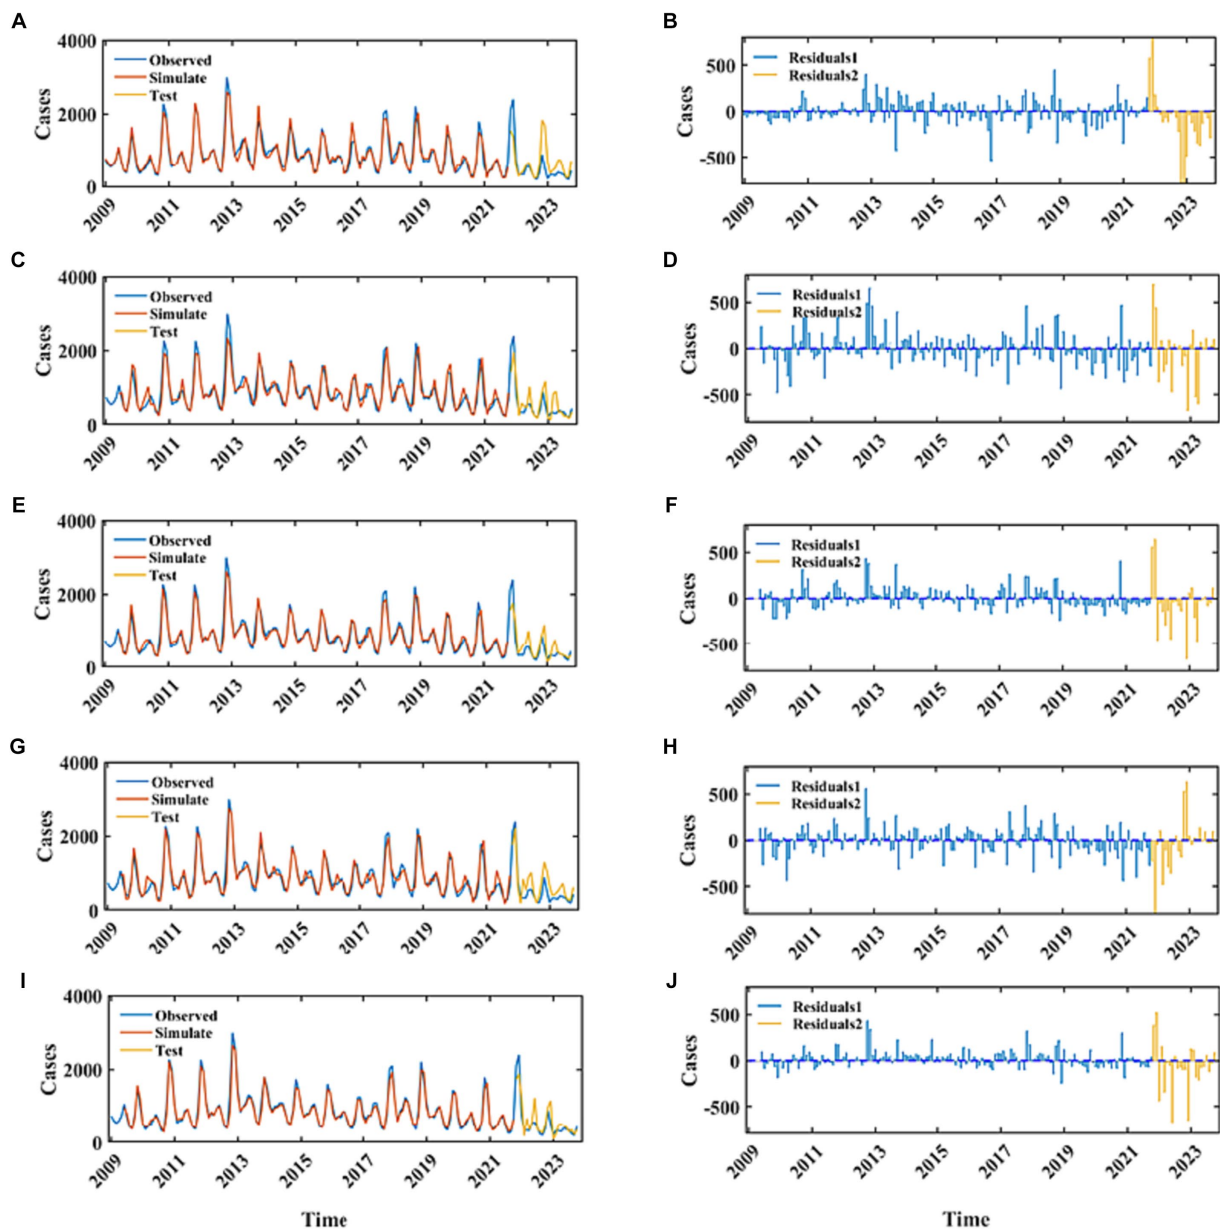 A
4000
2000
0
Cases
Observed
Simulate
Test
2009
2011
2013
2015
2017
2019
2021
2023
B
500
0
-500
Cases
Residuals1
Residuals2
2009
2011
2013
2015
2017
2019
2021
2023
C
4000
2000
0
Cases
Observed
Simulate
Test
2009
2011
2013
2015
2017
2019
2021
2023
D
500
0
-500
Cases
Residuals1
Residuals2
2009
2011
2013
2015
2017
2019
2021
2023
E
4000
2000
0
Cases
Observed
Simulate
Test
2009
2011
2013
2015
2017
2019
2021
2023
F
500
0
-500
Cases
Residuals1
Residuals2
2009
2011
2013
2015
2017
2019
2021
2023
G
4000
2000
0
Cases
Observed
Simulate
Test
2009
2011
2013
2015
2017
2019
2021
2023
H
500
0
-500
Cases
Residuals1
Residuals2
2009
2011
2013
2015
2017
2019
2021
2023
I
4000
2000
0
Cases
Observed
Simulate
Test
2009
2011
2013
2015
2017
2019
2021
2023
Time
J
500
0
-500
Cases
Residuals1
Residuals2
2009
2011
2013
2015
2017
2019
2021
2023
Time